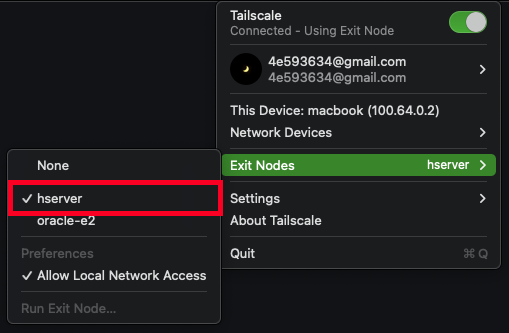 Tailscale
Connected - Using Exit Node
4e593634@gmail.com
4e593634@gmail.com
This Device: macbook (100.64.0.2)
Network Devices
Exit Nodes hserver
Settings
About Tailscale
Quit ⌘ Q
None
✓ hserver
oracle-e2
Preferences
✓ Allow Local Network Access
Run Exit Node...